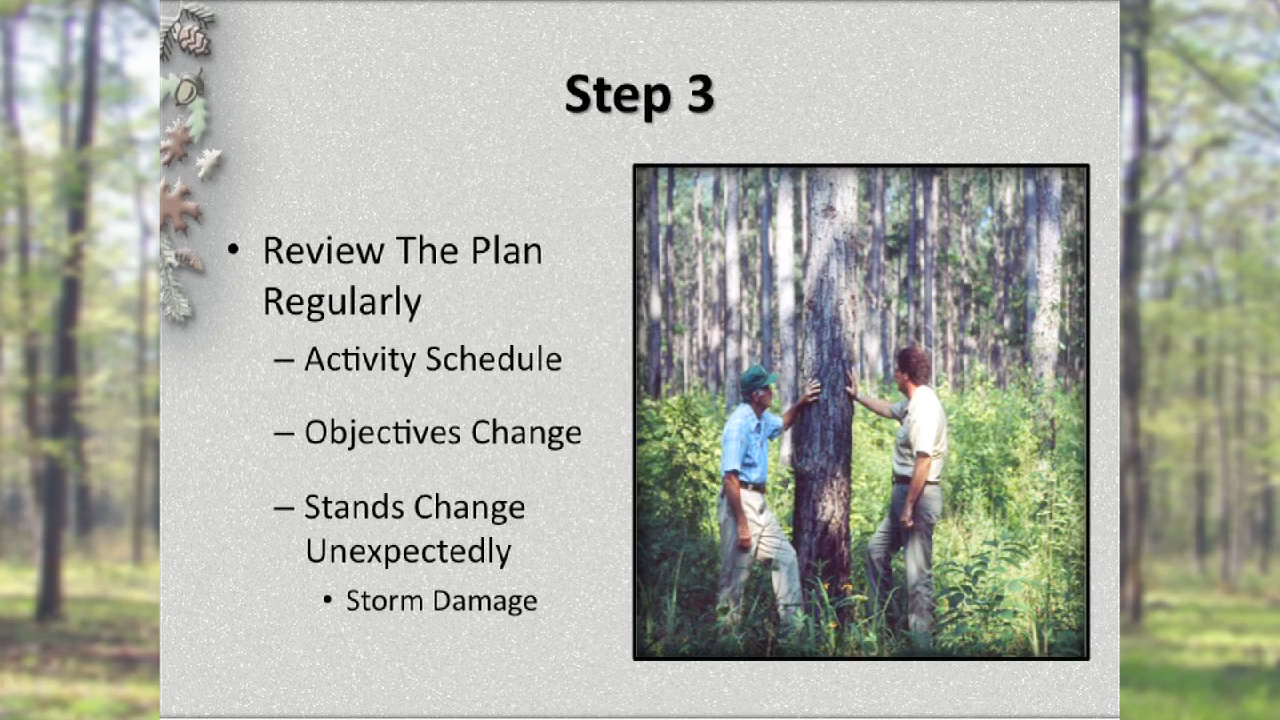 Step 3
• Review The Plan
Regularly
– Activity Schedule
– Objectives Change
– Stands Change
Unexpectedly
• Storm Damage